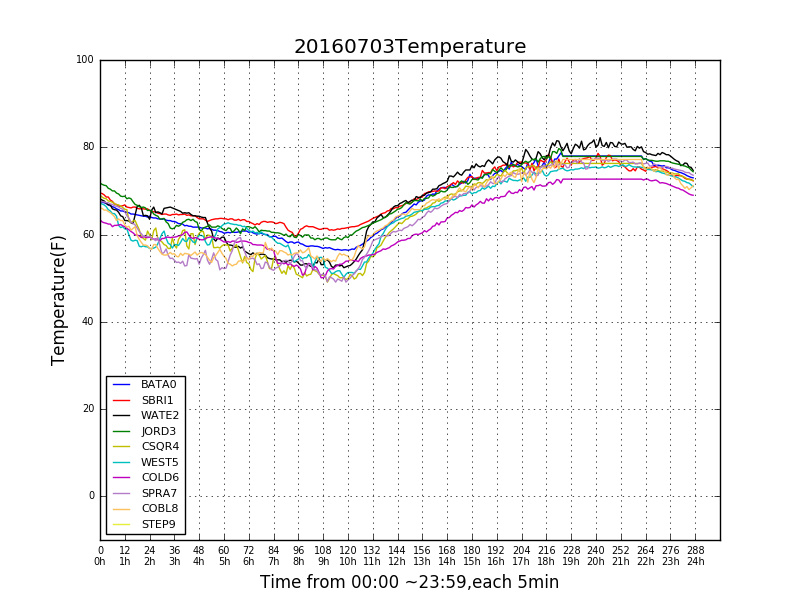 20160703Temperature
100
80
60
40
20
0
Temperature(F)
BATA0
SBRI1
WATE2
JORD3
CSQR4
WEST5
COLD6
SPRA7
COBL8
STEP9
0 12 24 36 48 60 72 84 96 108 120 132 144 156 168 180 192 204 216 228 240 252 264 276 288
0h 1h 2h 3h 4h 5h 6h 7h 8h 9h 10h 11h 12h 13h 14h 15h 16h 17h 18h 19h 20h 21h 22h 23h 24h
Time from 00:00 ~23:59,each 5min